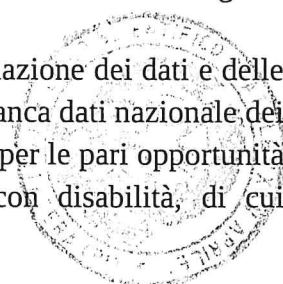 azione dei dati e delle
anca dati nazionale dei
per le pari opportunità
con disabilità, di cui